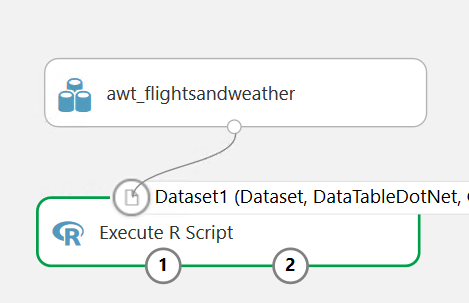 awt_flightsandweather
Dataset1 (Dataset, DataTableDotNet,
R Execute R Script
1 2